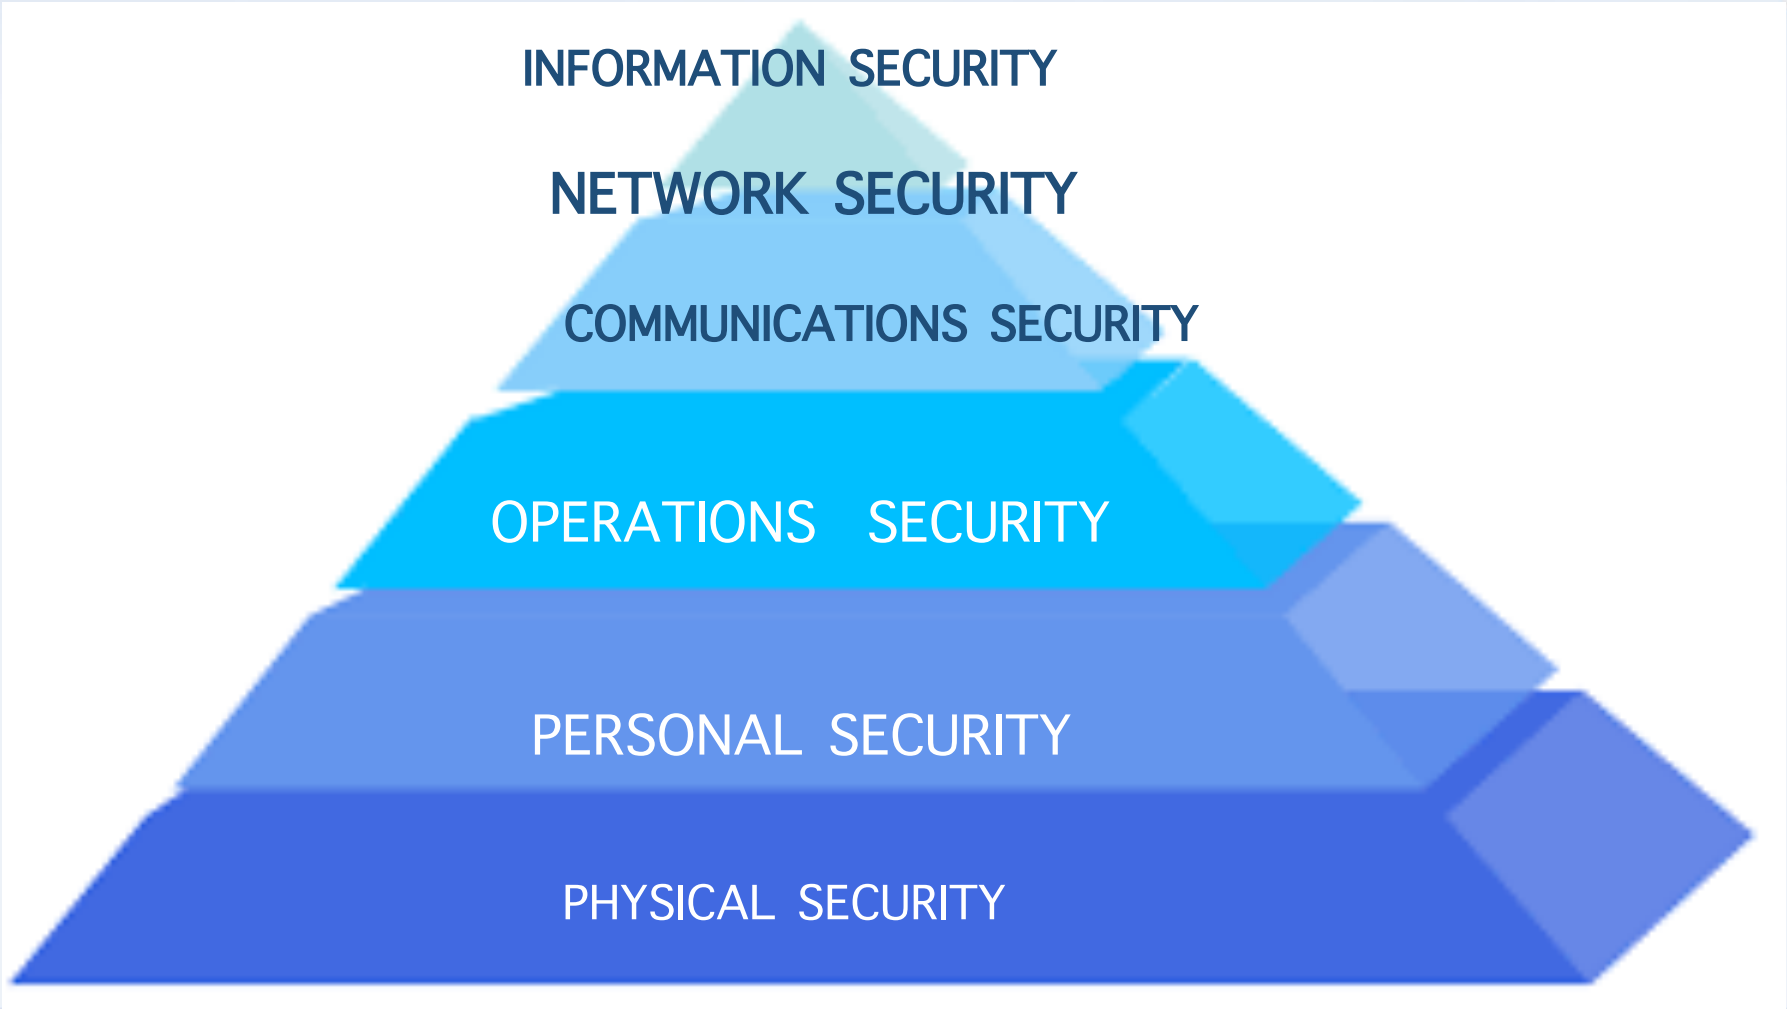 INFORMATION SECURITY
NETWORK SECURITY
COMMUNICATIONS SECURITY
OPERATIONS SECURITY
PERSONAL SECURITY
PHYSICAL SECURITY